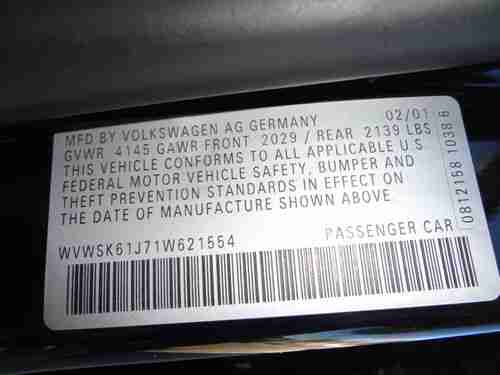 MFD BY VOLKSWAGEN AG GERMANY 02/01
GVWR 4145 GAWR FRONT 2029 / REAR 2139 LBS
THIS VEHICLE CONFORMS TO ALL APPLICABLE U S
FEDERAL MOTOR VEHICLE SAFETY, BUMPER AND
THEFT PREVENTION STANDARDS IN EFFECT ON
THE DATE OF MANUFACTURE SHOWN ABOVE
WVWSK61J71W621554 PASSENGER CAR
0812158 1038 6